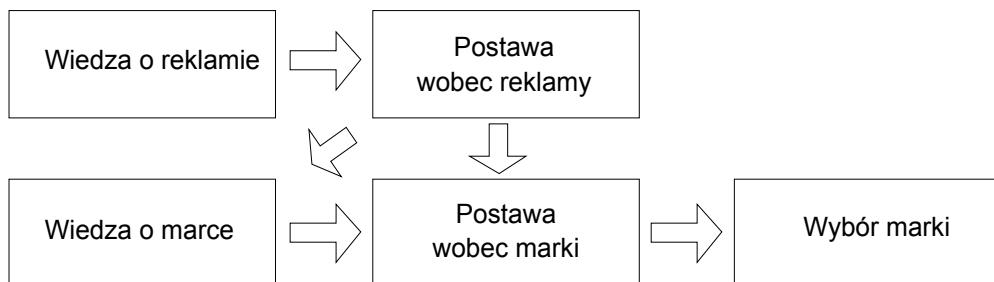 Wiedza o reklamie
Postawa
wobec reklamy
Wiedza o marce
Postawa
wobec marki
Wybór marki